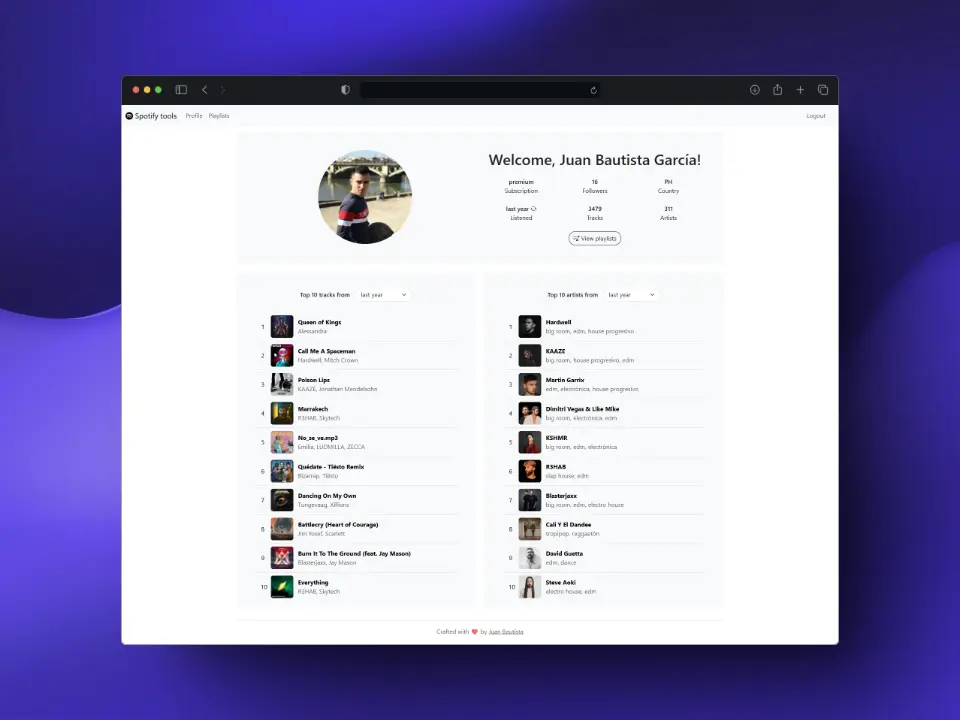 Spotify tools Profile Playlists Logout
Welcome, Juan Bautista García!
premium 16 PH
Subscription Followers Country
last year 3479 311
Listened Tracks Artists
View playlists
Top 10 tracks from last year
1 Queen of Kings
Alessandra
2 Call Me A Spaceman
Hardwell, Mitch Crown
3 Poison Lips
KAAZE, Jonathan Mendelsohn
4 Marrakech
R3HAB, Skytech
5 No_se_ve.mp3
Emilia, LUDMILLA, ZECCA
6 Quédate - Tiësto Remix
Bizarrap, Tiësto
7 Dancing On My Own
Tungevaag, Xillions
8 Battlecry (Heart of Courage)
Jim Yosef, Scarlett
9 Burn It To The Ground (feat. Jay Mason)
Blasterjaxx, Jay Mason
10 Everything
R3HAB, Skytech
Top 10 artists from last year
1 Hardwell
big room, edm, house progresivo
2 KAAZE
big room, house progresivo, edm
3 Martin Garrix
edm, electrónica, house progresivo
4 Dimitri Vegas & Like Mike
big room, electrónica, edm
5 KSHMR
big room, edm, electrónica
6 R3HAB
slap house, edm
7 Blasterjaxx
big room, edm, electro house
8 Cali Y El Dandee
tropipop, reggaetón
9 David Guetta
edm, dance
10 Steve Aoki
electro house, edm
Crafted with ❤️ by Juan Bautista